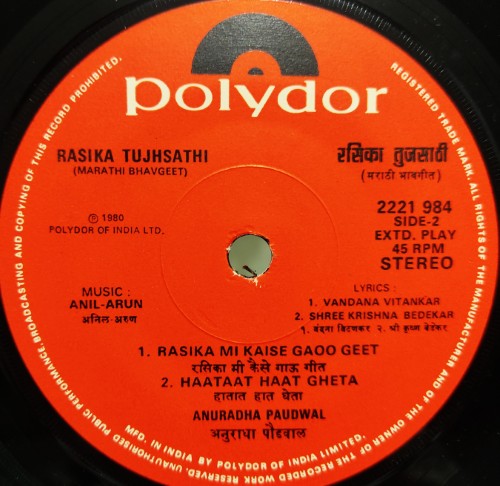 polydor
RASIKA TUJHSATHI
(MARATHI BHAVGEET)
रसिका तुजसाठी
(मराठी भावगीत)
℗ 1980
POLYDOR OF INDIA LTD.
2221 984
SIDE-2
EXTD. PLAY
45 RPM
STEREO
MUSIC :
ANIL-ARUN
अनिल-अरुण
LYRICS :
1. VANDANA VITANKAR
2. SHREE KRISHNA BEDEKAR
१. वंदना विटणकर २. श्री कृष्ण बेडेकर
1. RASIKA MI KAISE GAOO GEET
रसिका मी कैसे गाऊ गीत
2. HAATAAT HAAT GHETA
हातात हात घेता
ANURADHA PAUDWAL
अनुराधा पौडवाल
MFD. IN INDIA BY POLYDOR OF INDIA LIMITED.
REGISTERED TRADE MARK. ALL RIGHTS OF THE MANUFACTURER AND OF THE OWNER OF THE RECORDED WORK RESERVED. UNAUTHORISED PUBLIC PERFORMANCE, BROADCASTING AND COPYING OF THIS RECORD PROHIBITED.